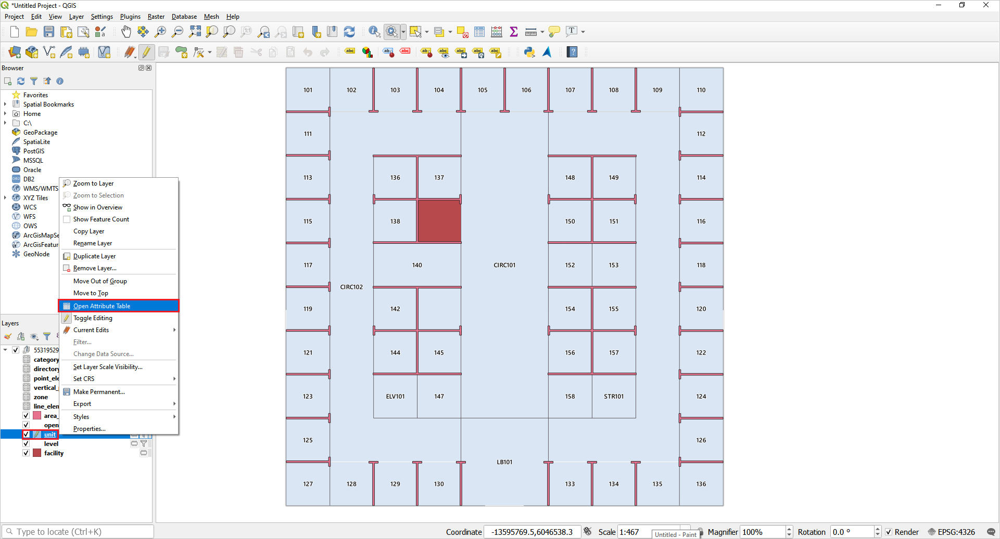 *Untitled Project - QGIS
Project Edit View Layer Settings Plugins Raster Database Mesh Help
Browser
Favorites
Spatial Bookmarks
Home
C:\
GeoPackage
SpatiaLite
PostGIS
MSSQL
Oracle
DB2
WMS/WMTS
XYZ Tiles
WCS
WFS
OWS
ArcGisMapSe
ArcGisFeatur
GeoNode
Zoom to Layer
Zoom to Selection
Show in Overview
Show Feature Count
Copy Layer
Rename Layer
Duplicate Layer
Remove Layer...
Move Out of Group
Move to Top
Open Attribute Table
Toggle Editing
Current Edits
Filter...
Change Data Source...
Set Layer Scale Visibility...
Set CRS
Make Permanent...
Export
Styles
Properties...
Layers
55319529
category
directory
point_ele
vertical_
zone
line_elem
area_
open
unit
level
facility
101 102 103 104 105 106 107 108 109 110
111 112
113 136 137 148 149 114
115 138 150 151 116
117 140 CIRC101 152 153 118
CIRC102
119 142 154 155 120
121 144 145 156 157 122
123 ELV101 147 158 STR101 124
125 126
LB101
127 128 129 130 133 134 135 136
Type to locate (Ctrl+K) Coordinate -13595769.5,6046538.3 Scale 1:467 Magnifier 100% Rotation 0.0 ° Render EPSG:4326
Untitled - Paint